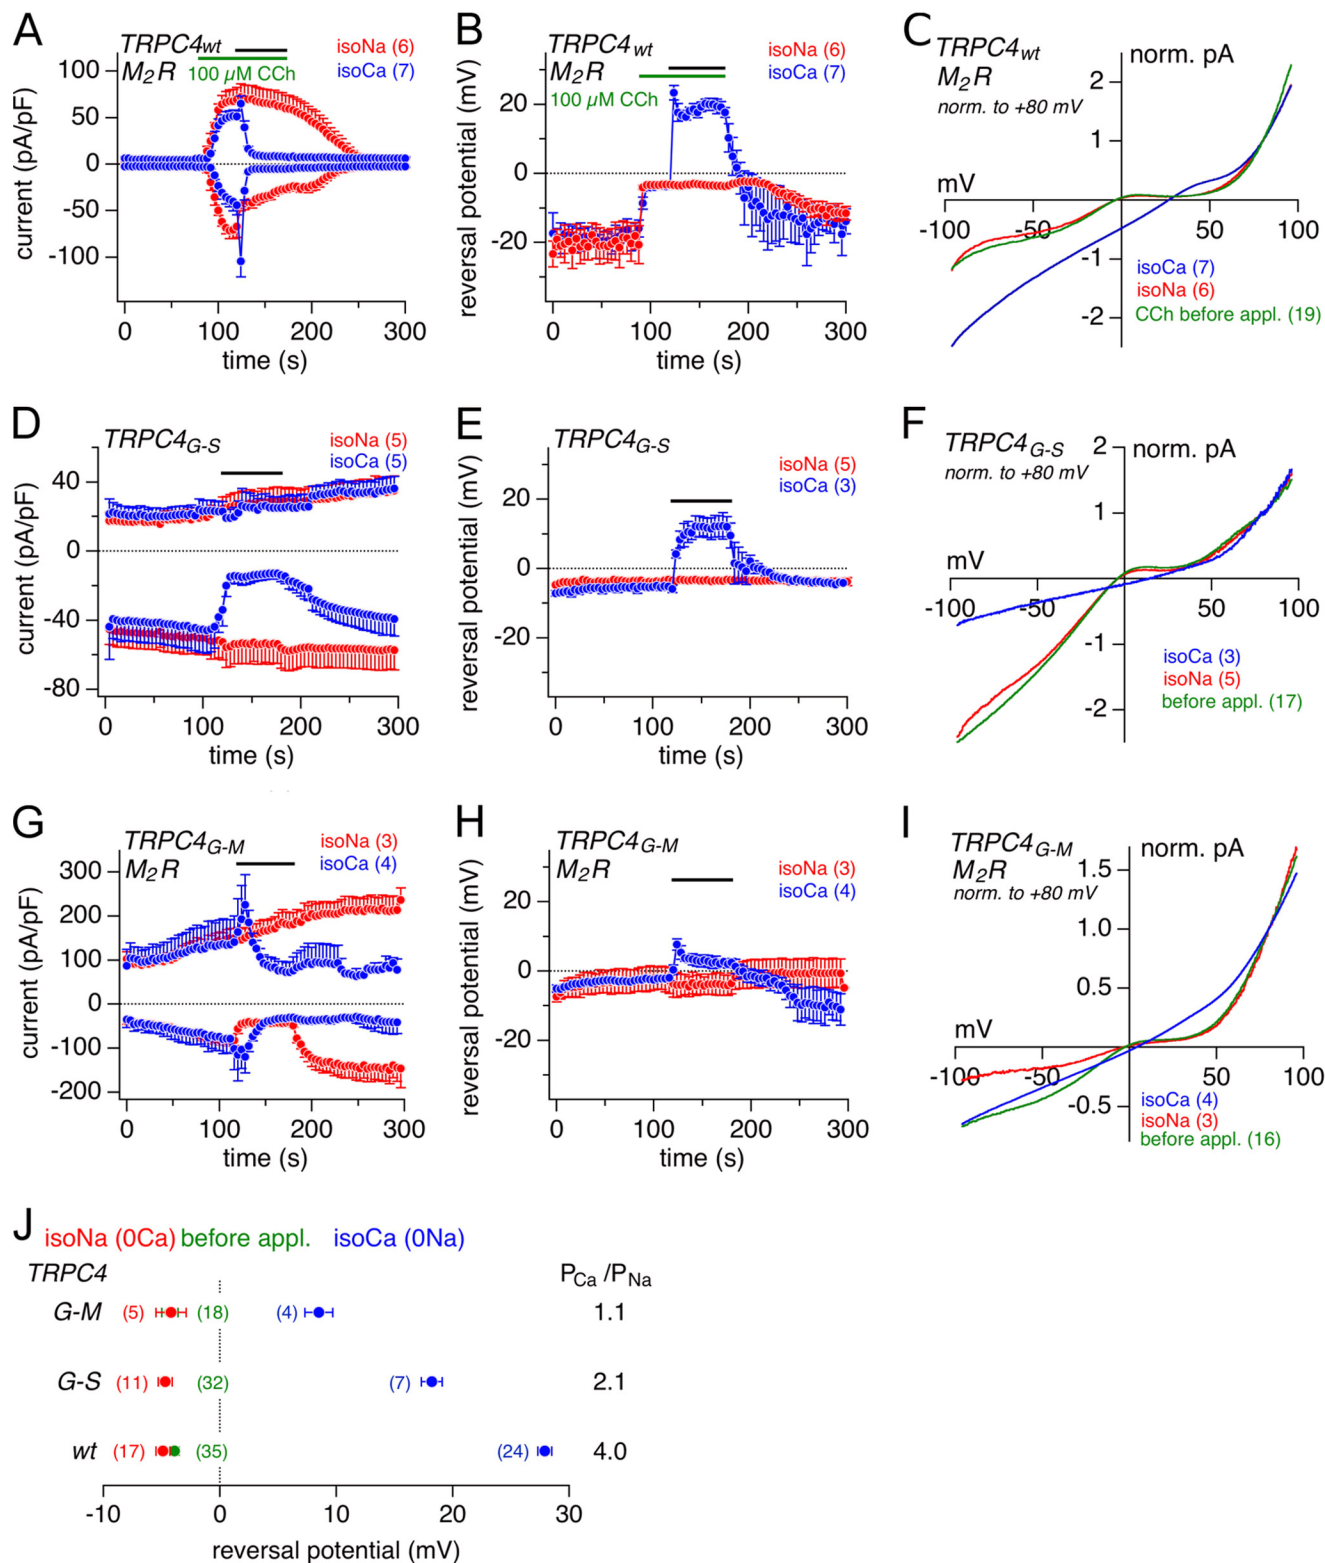 A
TRPC4wt
M2R
isoNa (6)
isoCa (7)
100 µM CCh
current (pA/pF)
100
50
0
-50
-100
0
100
200
300
time (s)
B
TRPC4wt
M2R
isoNa (6)
isoCa (7)
100 µM CCh
reversal potential (mV)
20
0
-20
0
100
200
300
time (s)
C
TRPC4wt
M2R
norm. to +80 mV
norm. pA
2
1
mV
-100
-50
50
100
-1
-2
isoCa (7)
isoNa (6)
CCh before appl. (19)
D
TRPC4G-S
isoNa (5)
isoCa (5)
current (pA/pF)
40
0
-40
-80
0
100
200
300
time (s)
E
TRPC4G-S
isoNa (5)
isoCa (3)
reversal potential (mV)
20
0
-20
0
100
200
300
time (s)
F
TRPC4G-S
norm. to +80 mV
norm. pA
2
1
mV
-100
-50
50
100
-1
-2
isoCa (3)
isoNa (5)
before appl. (17)
G
TRPC4G-M
M2R
isoNa (3)
isoCa (4)
current (pA/pF)
300
200
100
0
-100
-200
0
100
200
300
time (s)
H
TRPC4G-M
M2R
isoNa (3)
isoCa (4)
reversal potential (mV)
20
0
-20
0
100
200
300
time (s)
I
TRPC4G-M
M2R
norm. to +80 mV
norm. pA
1.5
1.0
0.5
mV
-100
-50
50
100
-0.5
isoCa (4)
isoNa (3)
before appl. (16)
J
isoNa (0Ca) before appl. isoCa (0Na)
TRPC4 PCa /PNa
G-M (5) (18) (4) 1.1
G-S (11) (32) (7) 2.1
wt (17) (35) (24) 4.0
-10 0 10 20 30
reversal potential (mV)